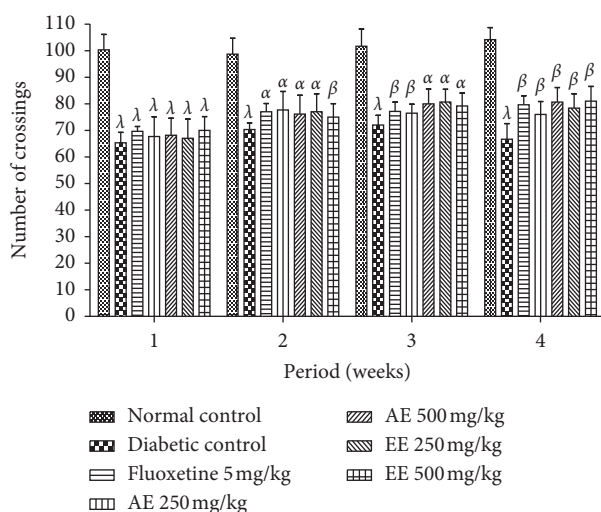 Number of crossings
110
100
90
80
70
60
50
40
30
20
10
0
λ λ λ λ λ λ
λ α α α α β
λ β β α α β
λ β β β β β
1 2 3 4
Period (weeks)
Normal control
Diabetic control
Fluoxetine 5 mg/kg
AE 250 mg/kg
AE 500 mg/kg
EE 250 mg/kg
EE 500 mg/kg